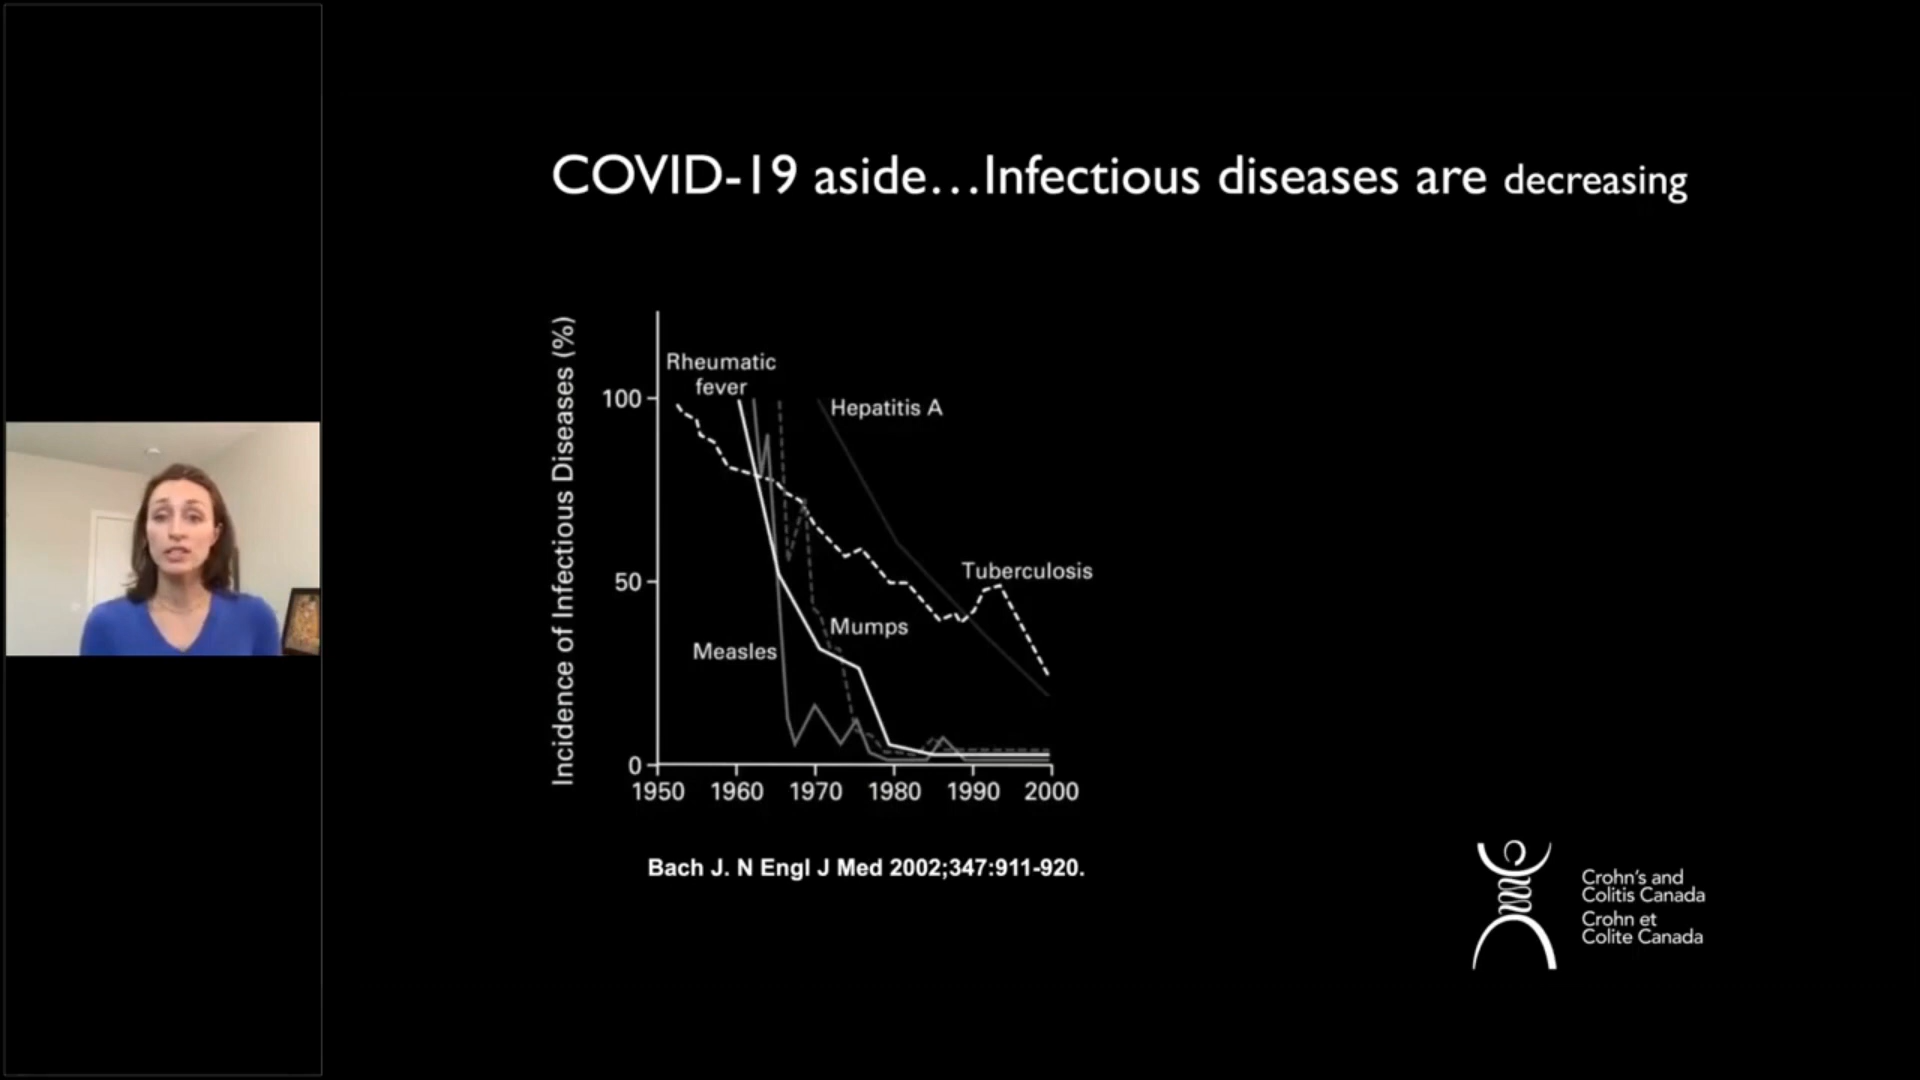 COVID-19 aside...Infectious diseases are decreasing
Incidence of Infectious Diseases (%)
Rheumatic
fever
100
Hepatitis A
50
Tuberculosis
Mumps
Measles
0
1950 1960 1970 1980 1990 2000
Bach J. N Engl J Med 2002;347:911-920.
Crohn's and
Colitis Canada
Crohn et
Colite Canada